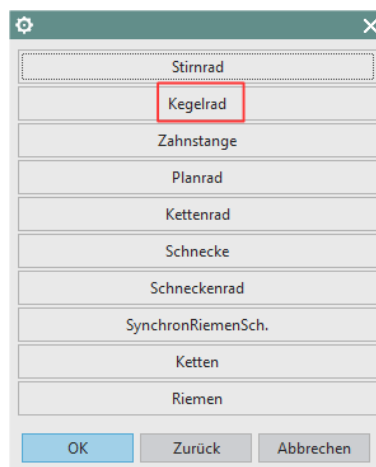 Stirnrad
Kegelrad
Zahnstange
Planrad
Kettenrad
Schnecke
Schneckenrad
SynchronRiemenSch.
Ketten
Riemen
OK Zurück Abbrechen